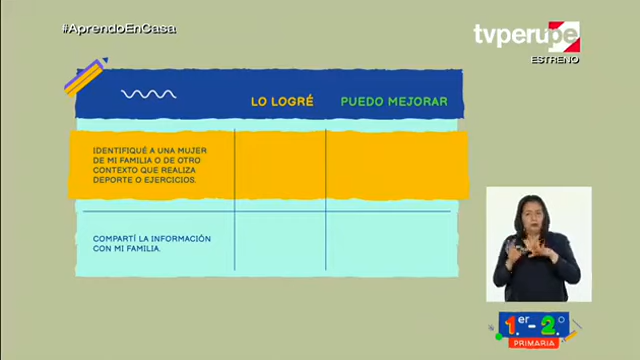 #AprendoEnCasa
tvperu.pe
ESTRENO
LO LOGRÉ
PUEDO MEJORAR
IDENTIFIQUÉ A UNA MUJER
DE MI FAMILIA O DE OTRO
CONTEXTO QUE REALIZA
DEPORTE O EJERCICIOS.
COMPARTÍ LA INFORMACIÓN
CON MI FAMILIA.
1.er - 2.°
PRIMARIA